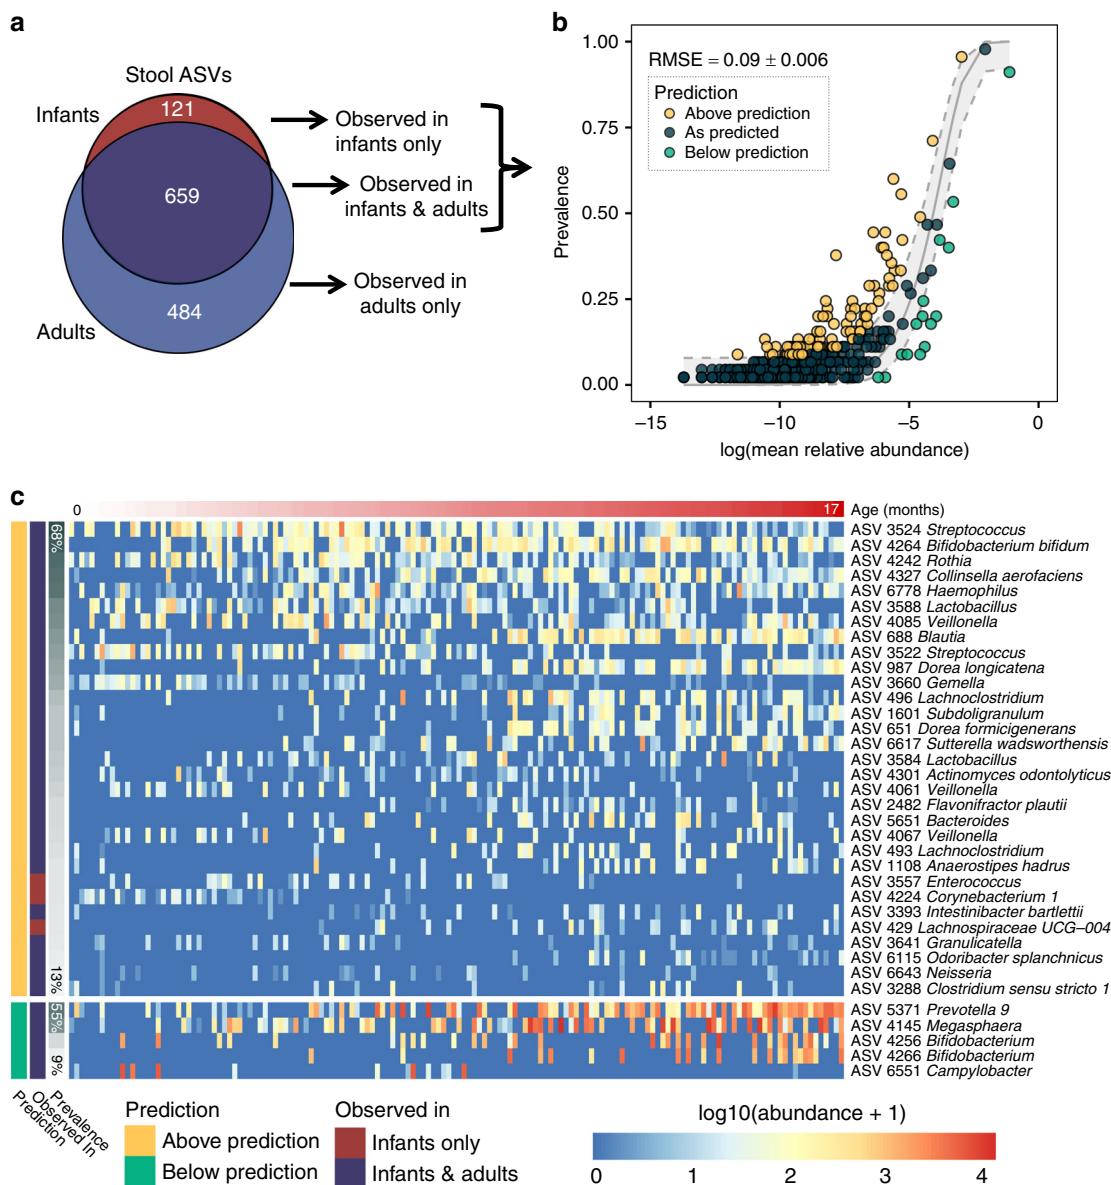 a
Stool ASVs
Infants
121
659
484
Adults
Observed in
infants only
Observed in
infants & adults
Observed in
adults only
b
RMSE = 0.09 ± 0.006
Prediction
Above prediction
As predicted
Below prediction
Prevalence
1.00
0.75
0.50
0.25
0.00
−15
−10
−5
0
log(mean relative abundance)
c
0
17
Age (months)
68%
13%
55%
9%
ASV 3524 Streptococcus
ASV 4264 Bifidobacterium bifidum
ASV 4242 Rothia
ASV 4327 Collinsella aerofaciens
ASV 6778 Haemophilus
ASV 3588 Lactobacillus
ASV 4085 Veillonella
ASV 688 Blautia
ASV 3522 Streptococcus
ASV 987 Dorea longicatena
ASV 3660 Gemella
ASV 496 Lachnoclostridium
ASV 1601 Subdoligranulum
ASV 651 Dorea formicigenerans
ASV 6617 Sutterella wadsworthensis
ASV 3584 Lactobacillus
ASV 4301 Actinomyces odontolyticus
ASV 4061 Veillonella
ASV 2482 Flavonifractor plautii
ASV 5651 Bacteroides
ASV 4067 Veillonella
ASV 493 Lachnoclostridium
ASV 1108 Anaerostipes hadrus
ASV 3557 Enterococcus
ASV 4224 Corynebacterium 1
ASV 3393 Intestinibacter bartlettii
ASV 429 Lachnospiraceae UCG–004
ASV 3641 Granulicatella
ASV 6115 Odoribacter splanchnicus
ASV 6643 Neisseria
ASV 3288 Clostridium sensu stricto 1
ASV 5371 Prevotella 9
ASV 4145 Megasphaera
ASV 4256 Bifidobacterium
ASV 4266 Bifidobacterium
ASV 6551 Campylobacter
Prevalence
Observed In
Prediction
Prediction
Above prediction
Below prediction
Observed in
Infants only
Infants & adults
log10(abundance + 1)
0
1
2
3
4